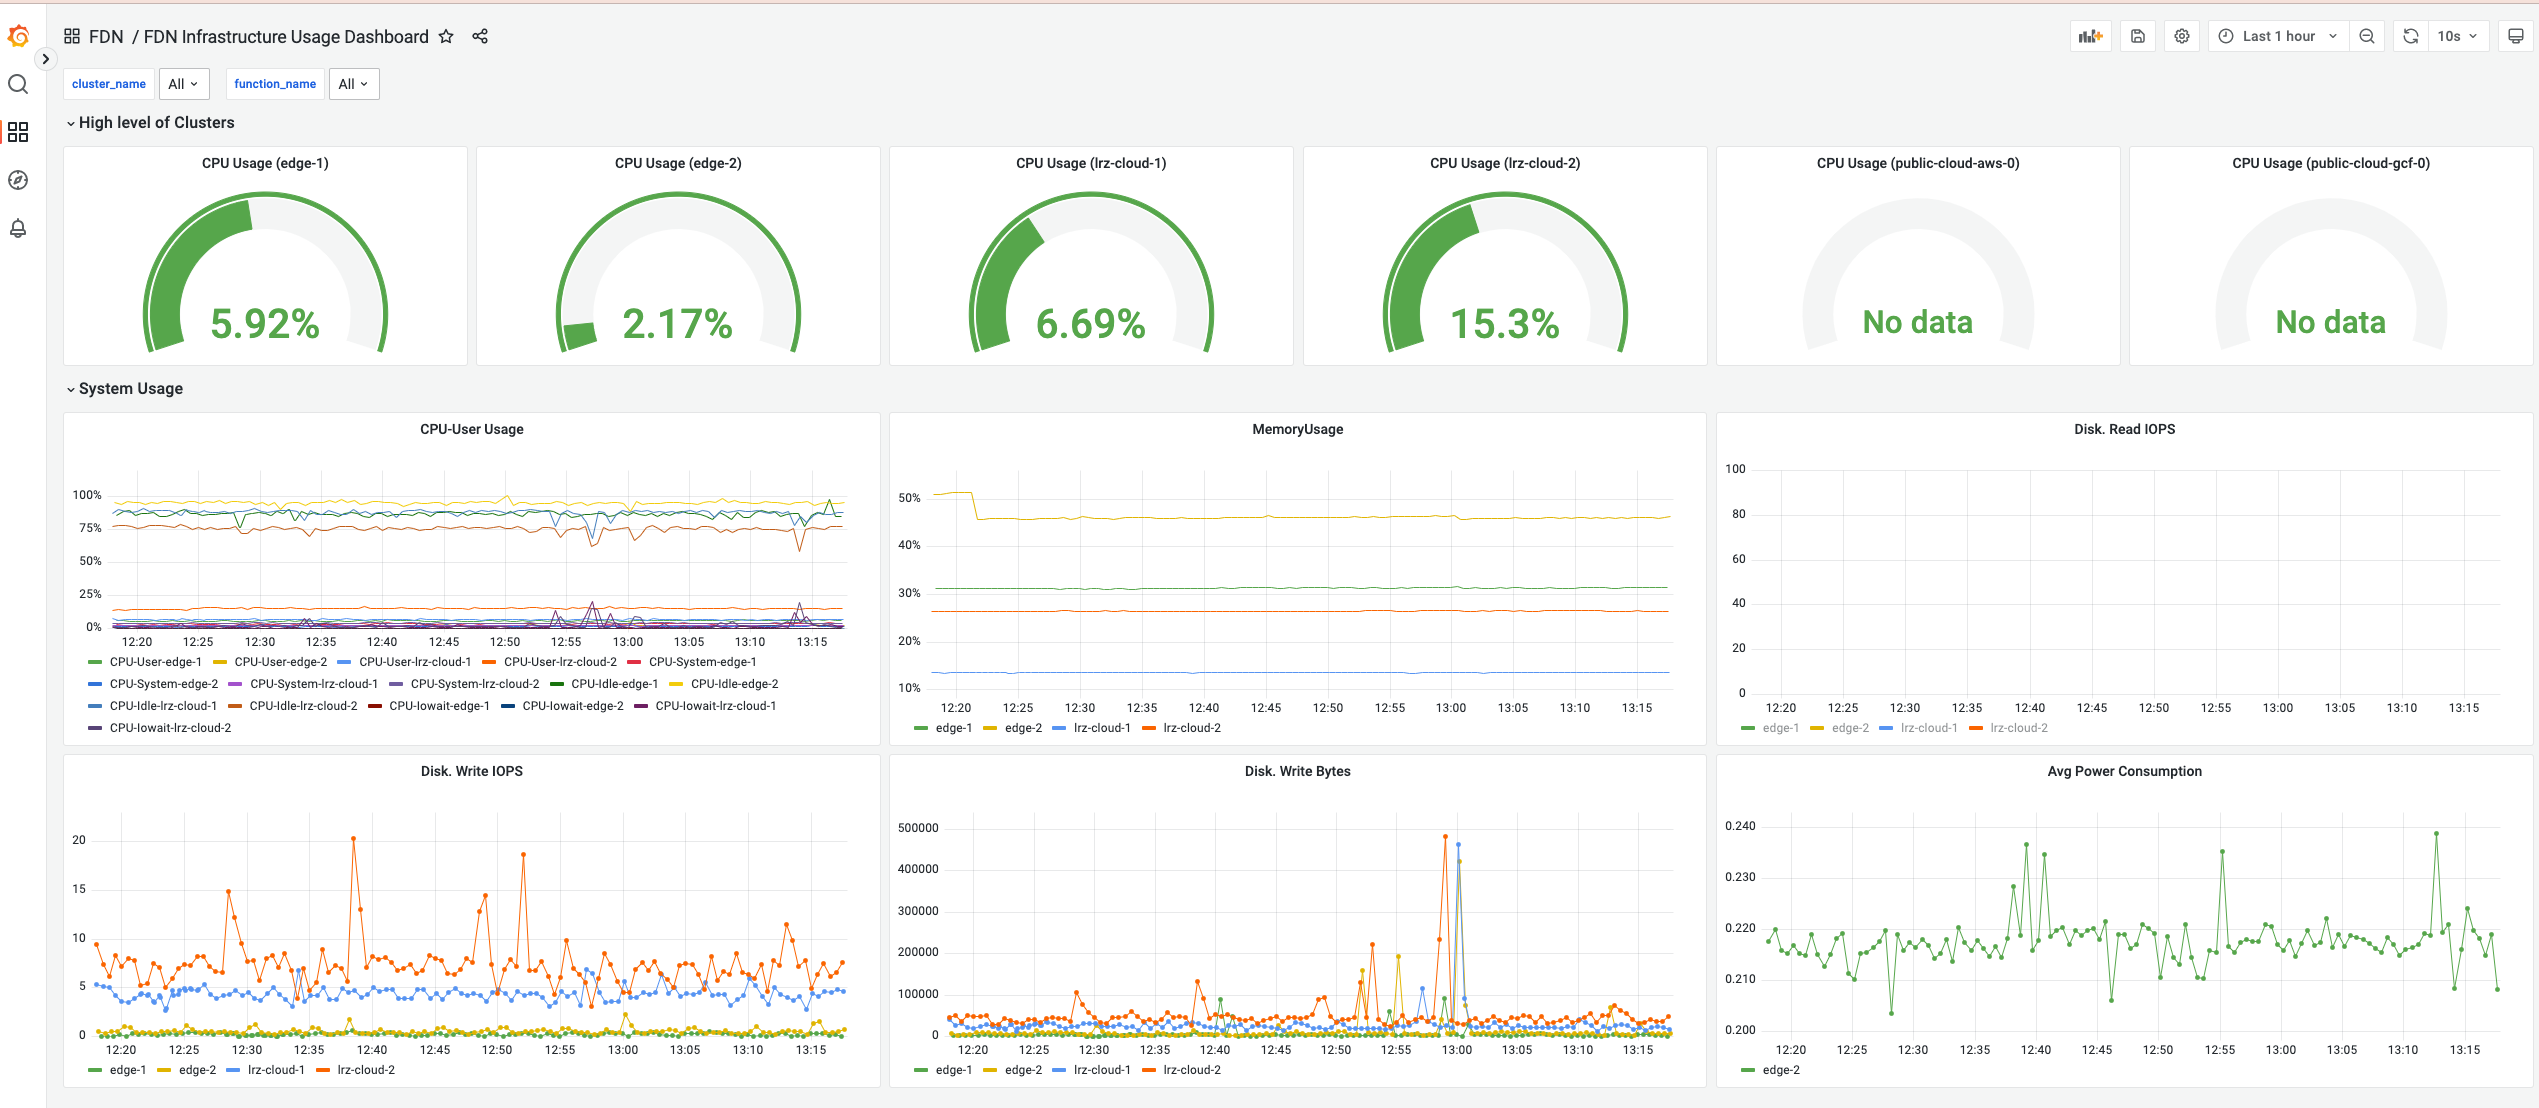 FDN / FDN Infrastructure Usage Dashboard Last 1 hour 10s
cluster_name All function_name All
High level of Clusters
CPU Usage (edge-1)
5.92%
CPU Usage (edge-2)
2.17%
CPU Usage (lrz-cloud-1)
6.69%
CPU Usage (lrz-cloud-2)
15.3%
CPU Usage (public-cloud-aws-0)
No data
CPU Usage (public-cloud-gcf-0)
No data
System Usage
CPU-User Usage
100%
75%
50%
25%
0%
12:20 12:25 12:30 12:35 12:40 12:45 12:50 12:55 13:00 13:05 13:10 13:15
CPU-User-edge-1 CPU-User-edge-2 CPU-User-lrz-cloud-1 CPU-User-lrz-cloud-2 CPU-System-edge-1
CPU-System-edge-2 CPU-System-lrz-cloud-1 CPU-System-lrz-cloud-2 CPU-Idle-edge-1 CPU-Idle-edge-2
CPU-Idle-lrz-cloud-1 CPU-Idle-lrz-cloud-2 CPU-Iowait-edge-1 CPU-Iowait-edge-2 CPU-Iowait-lrz-cloud-1
CPU-Iowait-lrz-cloud-2
MemoryUsage
50%
40%
30%
20%
10%
12:20 12:25 12:30 12:35 12:40 12:45 12:50 12:55 13:00 13:05 13:10 13:15
edge-1 edge-2 lrz-cloud-1 lrz-cloud-2
Disk. Read IOPS
100
80
60
40
20
0
12:20 12:25 12:30 12:35 12:40 12:45 12:50 12:55 13:00 13:05 13:10 13:15
edge-1 edge-2 lrz-cloud-1 lrz-cloud-2
Disk. Write IOPS
20
15
10
5
0
12:20 12:25 12:30 12:35 12:40 12:45 12:50 12:55 13:00 13:05 13:10 13:15
edge-1 edge-2 lrz-cloud-1 lrz-cloud-2
Disk. Write Bytes
500000
400000
300000
200000
100000
0
12:20 12:25 12:30 12:35 12:40 12:45 12:50 12:55 13:00 13:05 13:10 13:15
edge-1 edge-2 lrz-cloud-1 lrz-cloud-2
Avg Power Consumption
0.240
0.230
0.220
0.210
0.200
12:20 12:25 12:30 12:35 12:40 12:45 12:50 12:55 13:00 13:05 13:10 13:15
edge-2